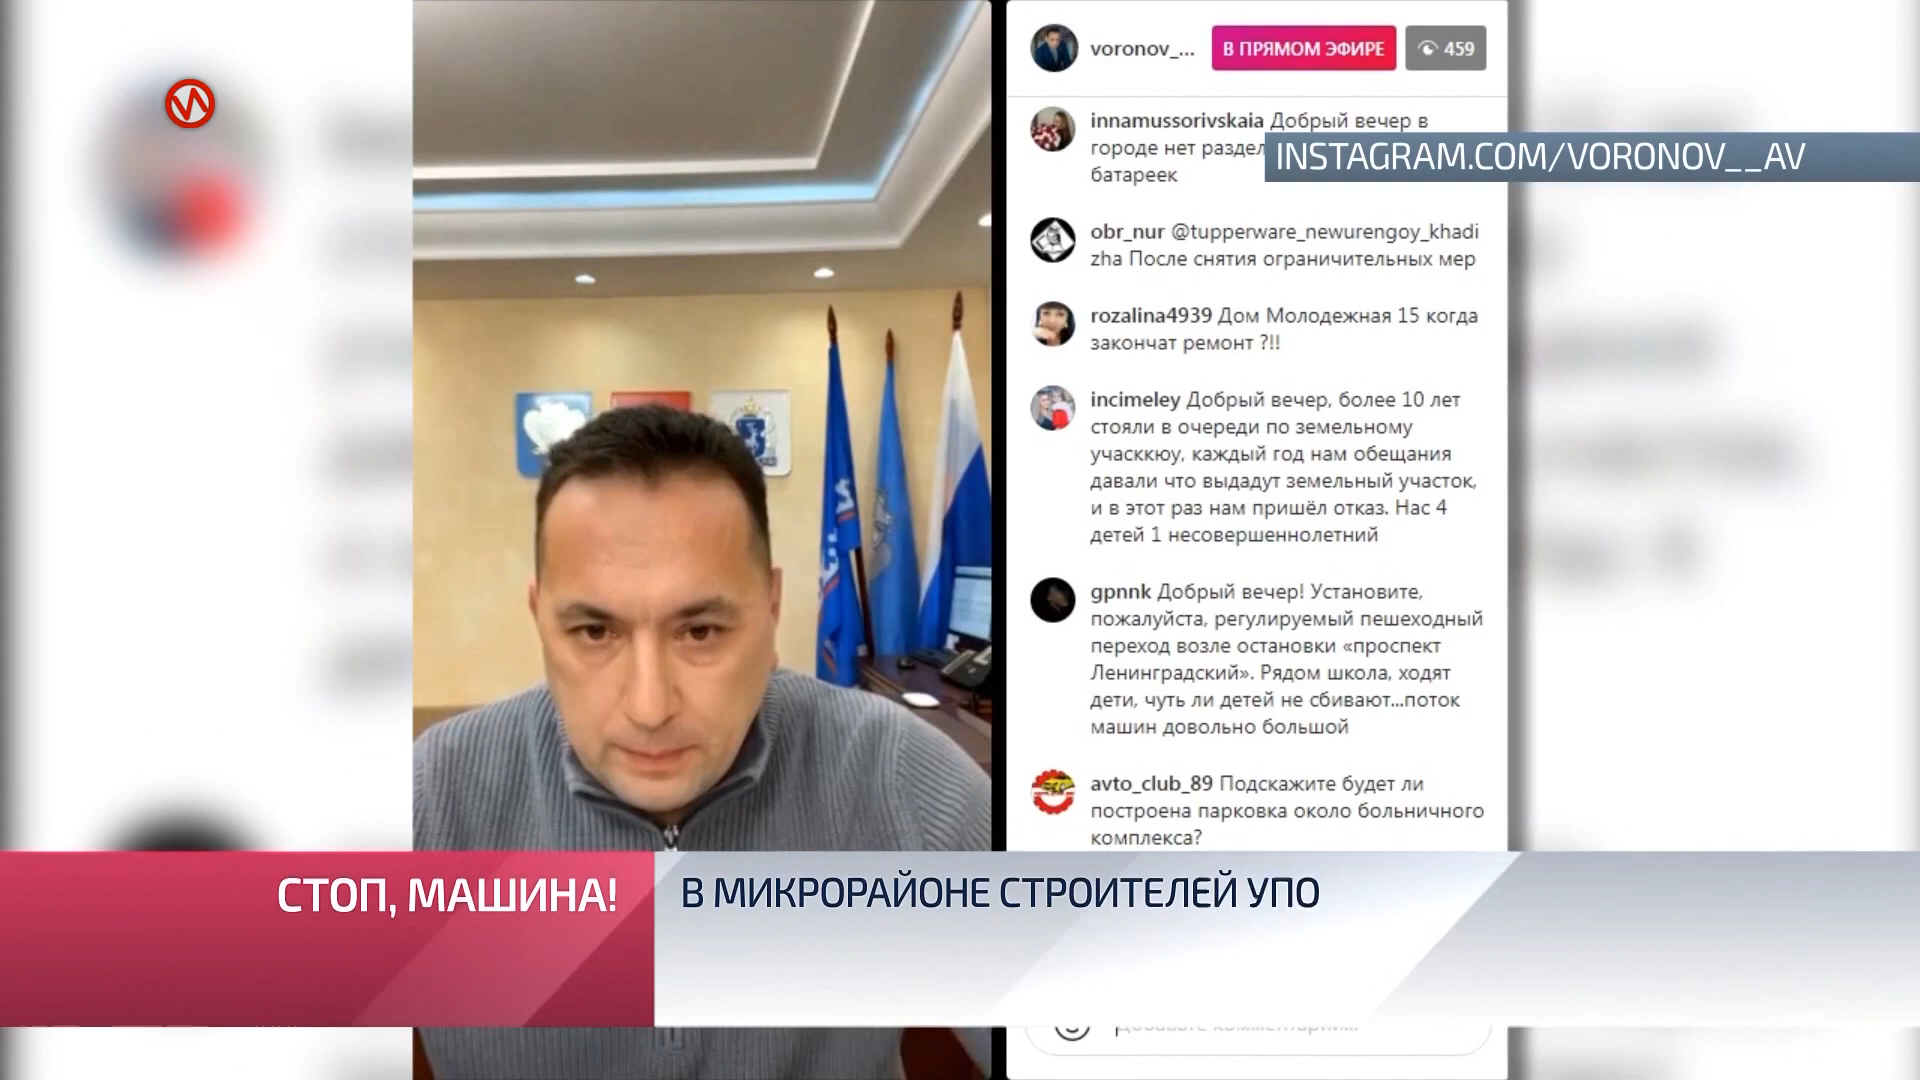 voronov_...
В ПРЯМОМ ЭФИРЕ
459
innamussorivskaia Добрый вечер в
городе нет раздел
батареек
INSTAGRAM.COM/VORONOV__AV
obr_nur @tupperware_newurengoy_khadi
zha После снятия ограничительных мер
rozalina4939 Дом Молодежная 15 когда
закончат ремонт ?!!
incimeley Добрый вечер, более 10 лет
стояли в очереди по земельному
учасккюу, каждый год нам обещания
давали что выдадут земельный участок,
и в этот раз нам пришёл отказ. Нас 4
детей 1 несовершеннолетний
gpnnk Добрый вечер! Установите,
пожалуйста, регулируемый пешеходный
переход возле остановки «проспект
Ленинградский». Рядом школа, ходят
дети, чуть ли детей не сбивают...поток
машин довольно большой
avto_club_89 Подскажите будет ли
построена парковка около больничного
комплекса?
СТОП, МАШИНА!
В МИКРОРАЙОНЕ СТРОИТЕЛЕЙ УПО